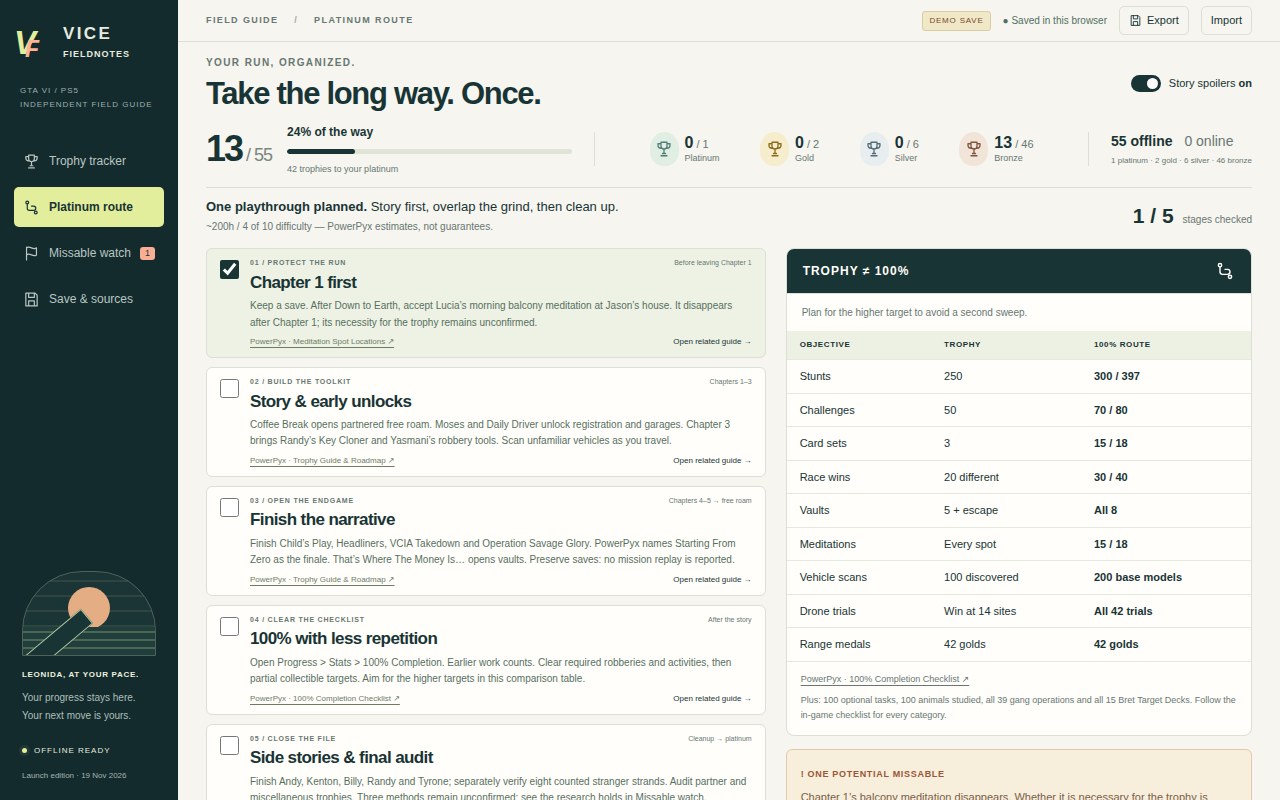 VICE
FIELDNOTES
GTA VI / PS5
INDEPENDENT FIELD GUIDE
Trophy tracker
Platinum route
Missable watch 1
Save & sources
LEONIDA, AT YOUR PACE.
Your progress stays here.
Your next move is yours.
OFFLINE READY
Launch edition · 19 Nov 2026
FIELD GUIDE / PLATINUM ROUTE
DEMO SAVE
● Saved in this browser
Export
Import
YOUR RUN, ORGANIZED.
Take the long way. Once.
Story spoilers on
13 / 55
24% of the way
42 trophies to your platinum
0 / 1
Platinum
0 / 2
Gold
0 / 6
Silver
13 / 46
Bronze
55 offline 0 online
1 platinum · 2 gold · 6 silver · 46 bronze
One playthrough planned. Story first, overlap the grind, then clean up.
~200h / 4 of 10 difficulty — PowerPyx estimates, not guarantees.
1 / 5 stages checked
01 / PROTECT THE RUN
Before leaving Chapter 1
Chapter 1 first
Keep a save. After Down to Earth, accept Lucia's morning balcony meditation at Jason's house. It disappears
after Chapter 1; its necessity for the trophy remains unconfirmed.
PowerPyx · Meditation Spot Locations ↗
Open related guide →
02 / BUILD THE TOOLKIT
Chapters 1–3
Story & early unlocks
Coffee Break opens partnered free roam. Moses and Daily Driver unlock registration and garages. Chapter 3
brings Randy's Key Cloner and Yasmani's robbery tools. Scan unfamiliar vehicles as you travel.
PowerPyx · Trophy Guide & Roadmap ↗
Open related guide →
03 / OPEN THE ENDGAME
Chapters 4–5 → free roam
Finish the narrative
Finish Child's Play, Headliners, VCIA Takedown and Operation Savage Glory. PowerPyx names Starting From
Zero as the finale. That's Where The Money Is… opens vaults. Preserve saves: no mission replay is reported.
PowerPyx · Trophy Guide & Roadmap ↗
Open related guide →
04 / CLEAR THE CHECKLIST
After the story
100% with less repetition
Open Progress > Stats > 100% Completion. Earlier work counts. Clear required robberies and activities, then
partial collectible targets. Aim for the higher targets in this comparison table.
PowerPyx · 100% Completion Checklist ↗
Open related guide →
05 / CLOSE THE FILE
Cleanup → platinum
Side stories & final audit
Finish Andy, Kenton, Billy, Randy and Tyrone; separately verify eight counted stranger strands. Audit partner and
miscellaneous trophies. Three methods remain unconfirmed; see the research holds in Missable watch.
TROPHY ≠ 100%
Plan for the higher target to avoid a second sweep.
OBJECTIVE TROPHY 100% ROUTE
Stunts 250 300 / 397
Challenges 50 70 / 80
Card sets 3 15 / 18
Race wins 20 different 30 / 40
Vaults 5 + escape All 8
Meditations Every spot 15 / 18
Vehicle scans 100 discovered 200 base models
Drone trials Win at 14 sites All 42 trials
Range medals 42 golds 42 golds
PowerPyx · 100% Completion Checklist ↗
Plus: 100 optional tasks, 100 animals studied, all 39 gang operations and all 15 Bret Target Decks. Follow the
in-game checklist for every category.
! ONE POTENTIAL MISSABLE
Chapter 1's balcony meditation disappears. Whether it is necessary for the trophy is